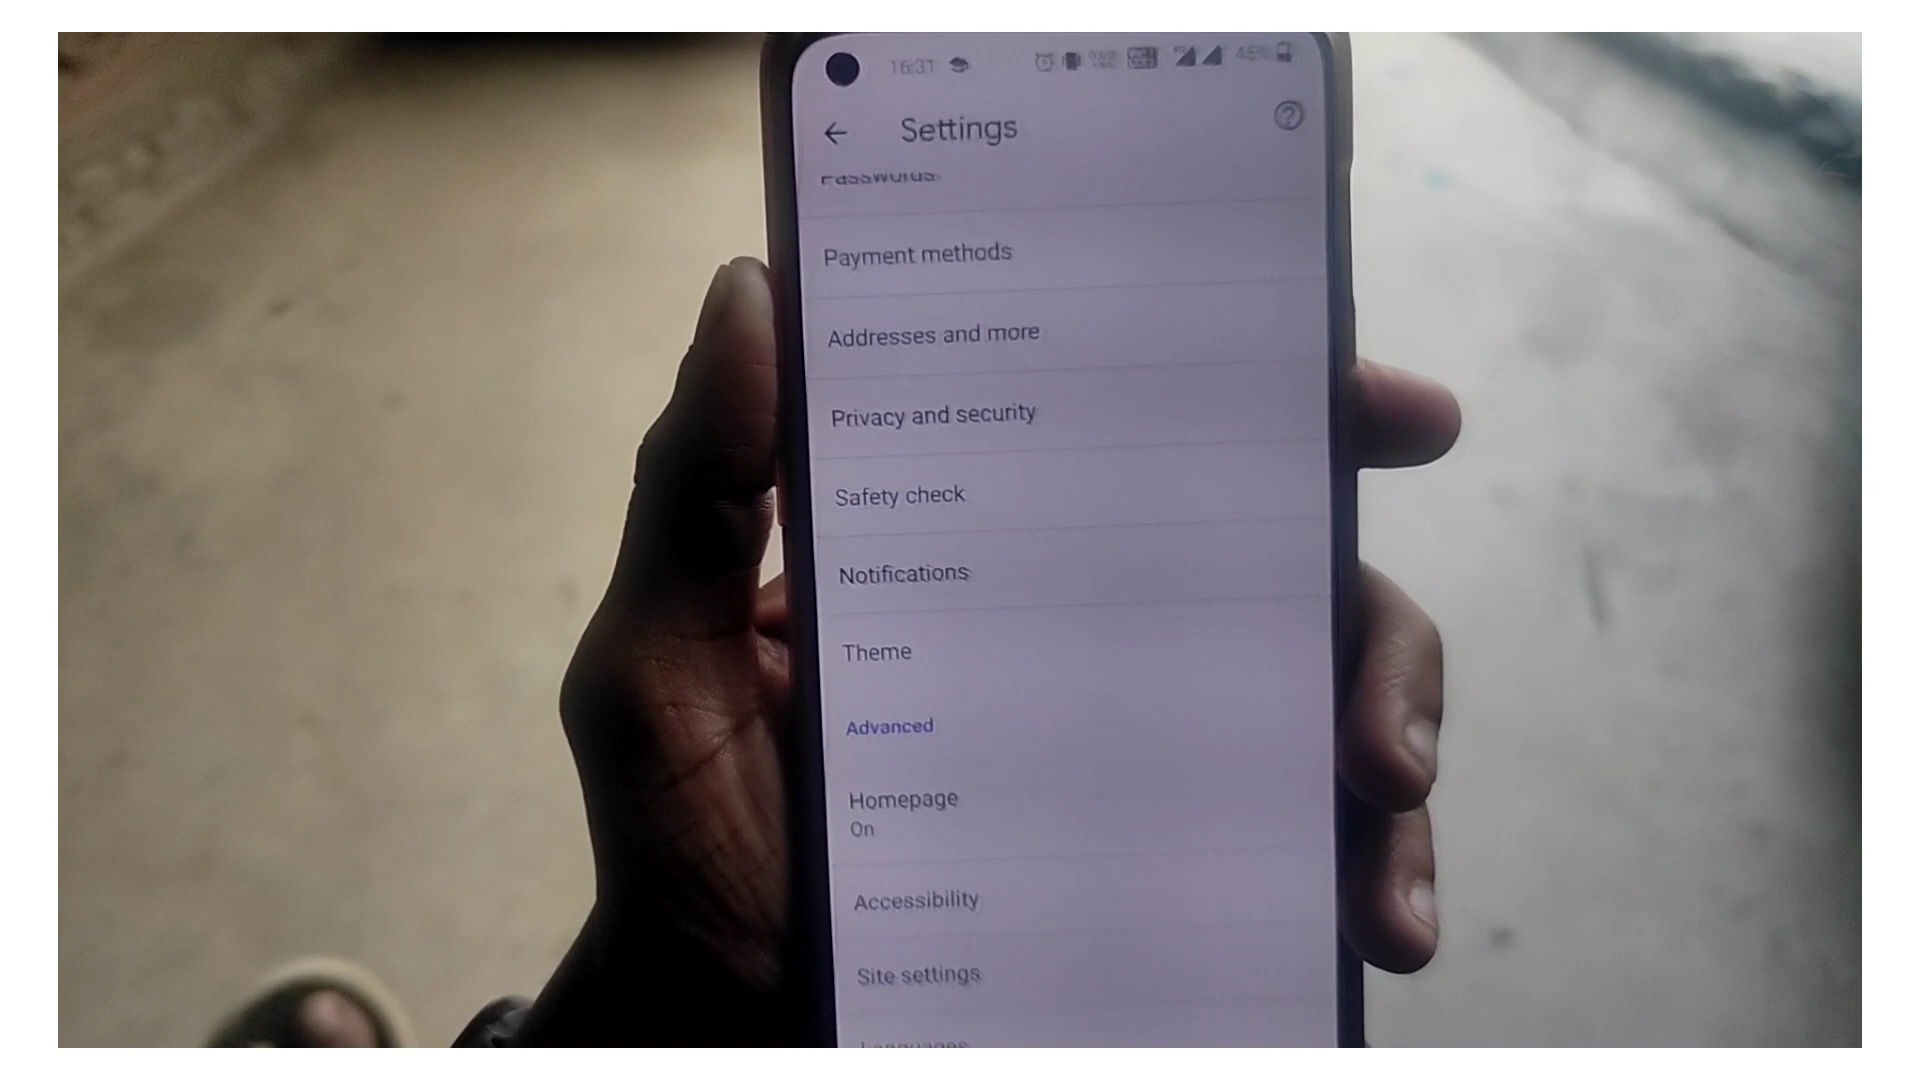 16:31
45%
Settings
Passwords
Payment methods
Addresses and more
Privacy and security
Safety check
Notifications
Theme
Advanced
Homepage
On
Accessibility
Site settings
Languages